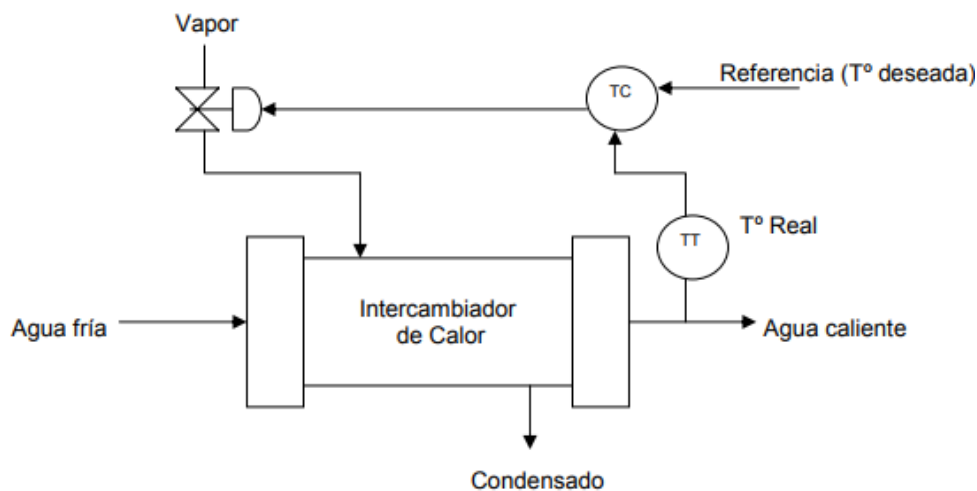 Vapor
TC
Referencia (Tº deseada)
TT
Tº Real
Intercambiador
de Calor
Agua fría
Agua caliente
Condensado